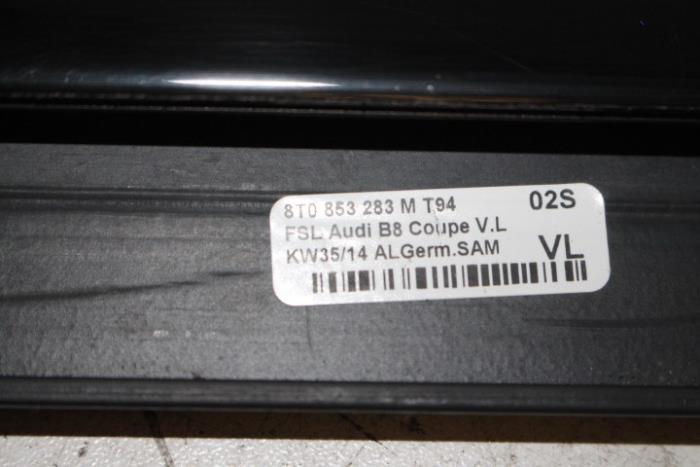 8T0 853 283 M T94 02S
FSL Audi B8 Coupe V.L
KW35/14 ALGerm.SAM VL